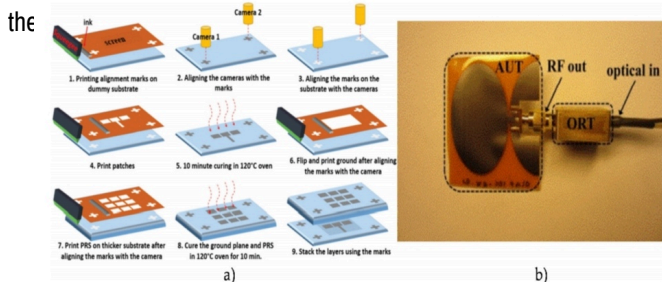 the
ink
SCREEN
Camera 1
Camera 2
1. Printing alignment marks on
dummy substrate
2. Aligning the cameras with the
marks
3. Aligning the marks on the
substrate with the cameras
4. Print patches
5. 10 minute curing in 120°C oven
6. Flip and print ground after aligning
the marks with the camera
7. Print PRS on thicker substrate after
aligning the marks with the camera
8. Cure the ground plane and PRS
in 120°C oven for 10 min.
9. Stack the layers using the marks
a)
AUT
RF out
optical in
ORT
b)